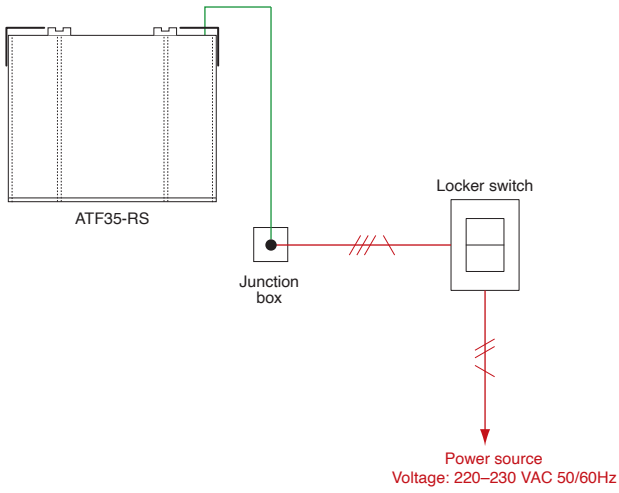 Locker switch
ATF35-RS
Junction
box
Power source
Voltage: 220–230 VAC 50/60Hz